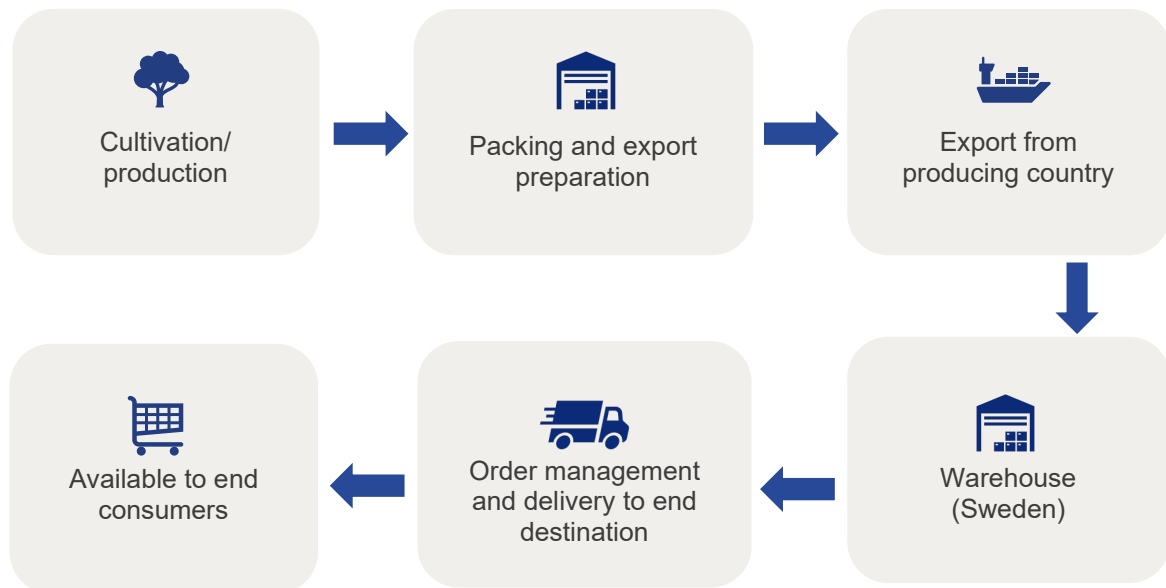 Cultivation/
production
Packing and export
preparation
Export from
producing country
Warehouse
(Sweden)
Order management
and delivery to end
destination
Available to end
consumers